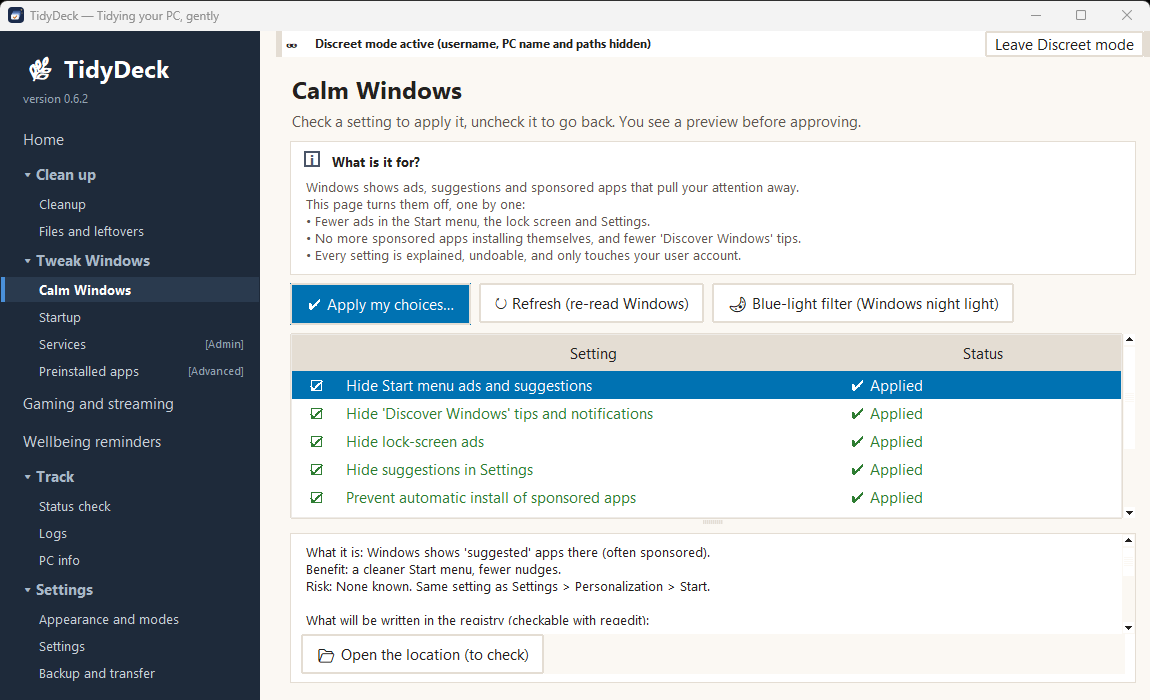 TidyDeck — Tidying your PC, gently
TidyDeck
version 0.6.2
Home
Clean up
Cleanup
Files and leftovers
Tweak Windows
Calm Windows
Startup
Services [Admin]
Preinstalled apps [Advanced]
Gaming and streaming
Wellbeing reminders
Track
Status check
Logs
PC info
Settings
Appearance and modes
Settings
Backup and transfer
Discreet mode active (username, PC name and paths hidden)
Leave Discreet mode
Calm Windows
Check a setting to apply it, uncheck it to go back. You see a preview before approving.
What is it for?
Windows shows ads, suggestions and sponsored apps that pull your attention away.
This page turns them off, one by one:
• Fewer ads in the Start menu, the lock screen and Settings.
• No more sponsored apps installing themselves, and fewer 'Discover Windows' tips.
• Every setting is explained, undoable, and only touches your user account.
✔ Apply my choices...
Refresh (re-read Windows)
Blue-light filter (Windows night light)
Setting Status
Hide Start menu ads and suggestions ✔ Applied
Hide 'Discover Windows' tips and notifications ✔ Applied
Hide lock-screen ads ✔ Applied
Hide suggestions in Settings ✔ Applied
Prevent automatic install of sponsored apps ✔ Applied
What it is: Windows shows 'suggested' apps there (often sponsored).
Benefit: a cleaner Start menu, fewer nudges.
Risk: None known. Same setting as Settings > Personalization > Start.
What will be written in the registry (checkable with regedit):
Open the location (to check)